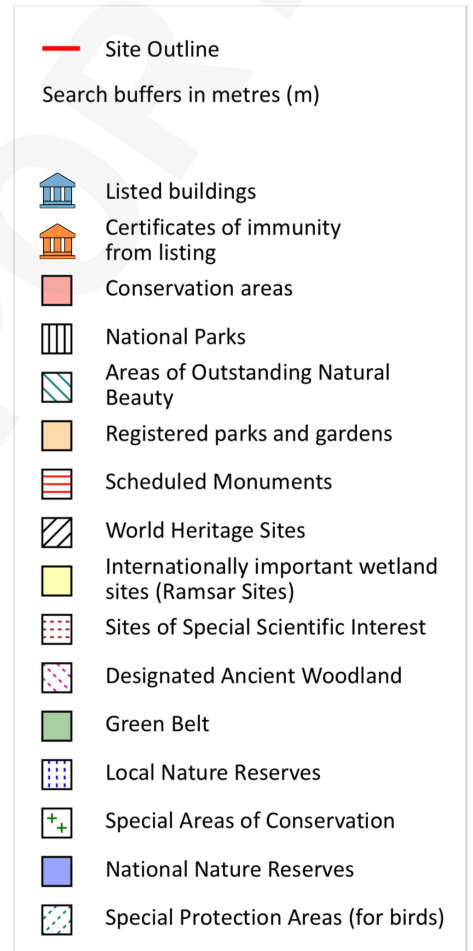 Site Outline
Search buffers in metres (m)
Listed buildings
Certificates of immunity
from listing
Conservation areas
National Parks
Areas of Outstanding Natural
Beauty
Registered parks and gardens
Scheduled Monuments
World Heritage Sites
Internationally important wetland
sites (Ramsar Sites)
Sites of Special Scientific Interest
Designated Ancient Woodland
Green Belt
Local Nature Reserves
Special Areas of Conservation
National Nature Reserves
Special Protection Areas (for birds)